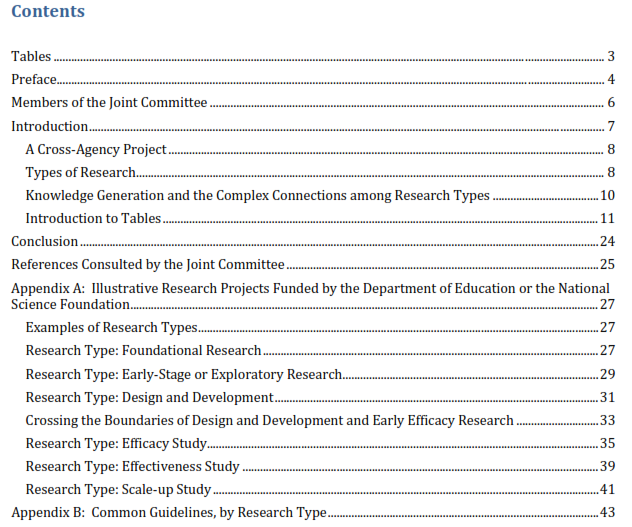 Contents
Tables ........................................................................................................ 3
Preface........................................................................................................ 4
Members of the Joint Committee ........................................................................ 6
Introduction.................................................................................................. 7
A Cross-Agency Project ................................................................................... 8
Types of Research.......................................................................................... 8
Knowledge Generation and the Complex Connections among Research Types ............................ 10
Introduction to Tables .................................................................................... 11
Conclusion ................................................................................................... 24
References Consulted by the Joint Committee ........................................................... 25
Appendix A:  Illustrative Research Projects Funded by the Department of Education or the National
Science Foundation......................................................................................... 27
Examples of Research Types............................................................................... 27
Research Type: Foundational Research ................................................................... 27
Research Type: Early-Stage or Exploratory Research..................................................... 29
Research Type: Design and Development................................................................... 31
Crossing the Boundaries of Design and Development and Early Efficacy Research ...................... 33
Research Type: Efficacy Study............................................................................. 35
Research Type: Effectiveness Study ...................................................................... 39
Research Type: Scale-up Study ............................................................................ 41
Appendix B:  Common Guidelines, by Research Type....................................................... 43